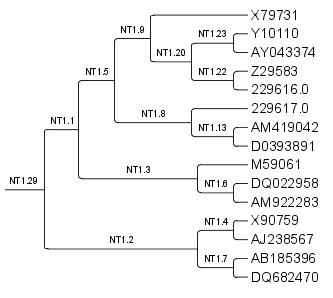 X79731
NT1.9
NT1.23
Y10110
NT1.20
AY043374
NT1.5
NT1.22
Z29583
229616.0
229617.0
NT1.8
NT1.1
NT1.13
AM419042
D0393891
M59061
NT1.3
NT1.6
DQ022958
NT1.29
AM922283
NT1.4
X90759
NT1.2
AJ238567
NT1.7
AB185396
DQ682470